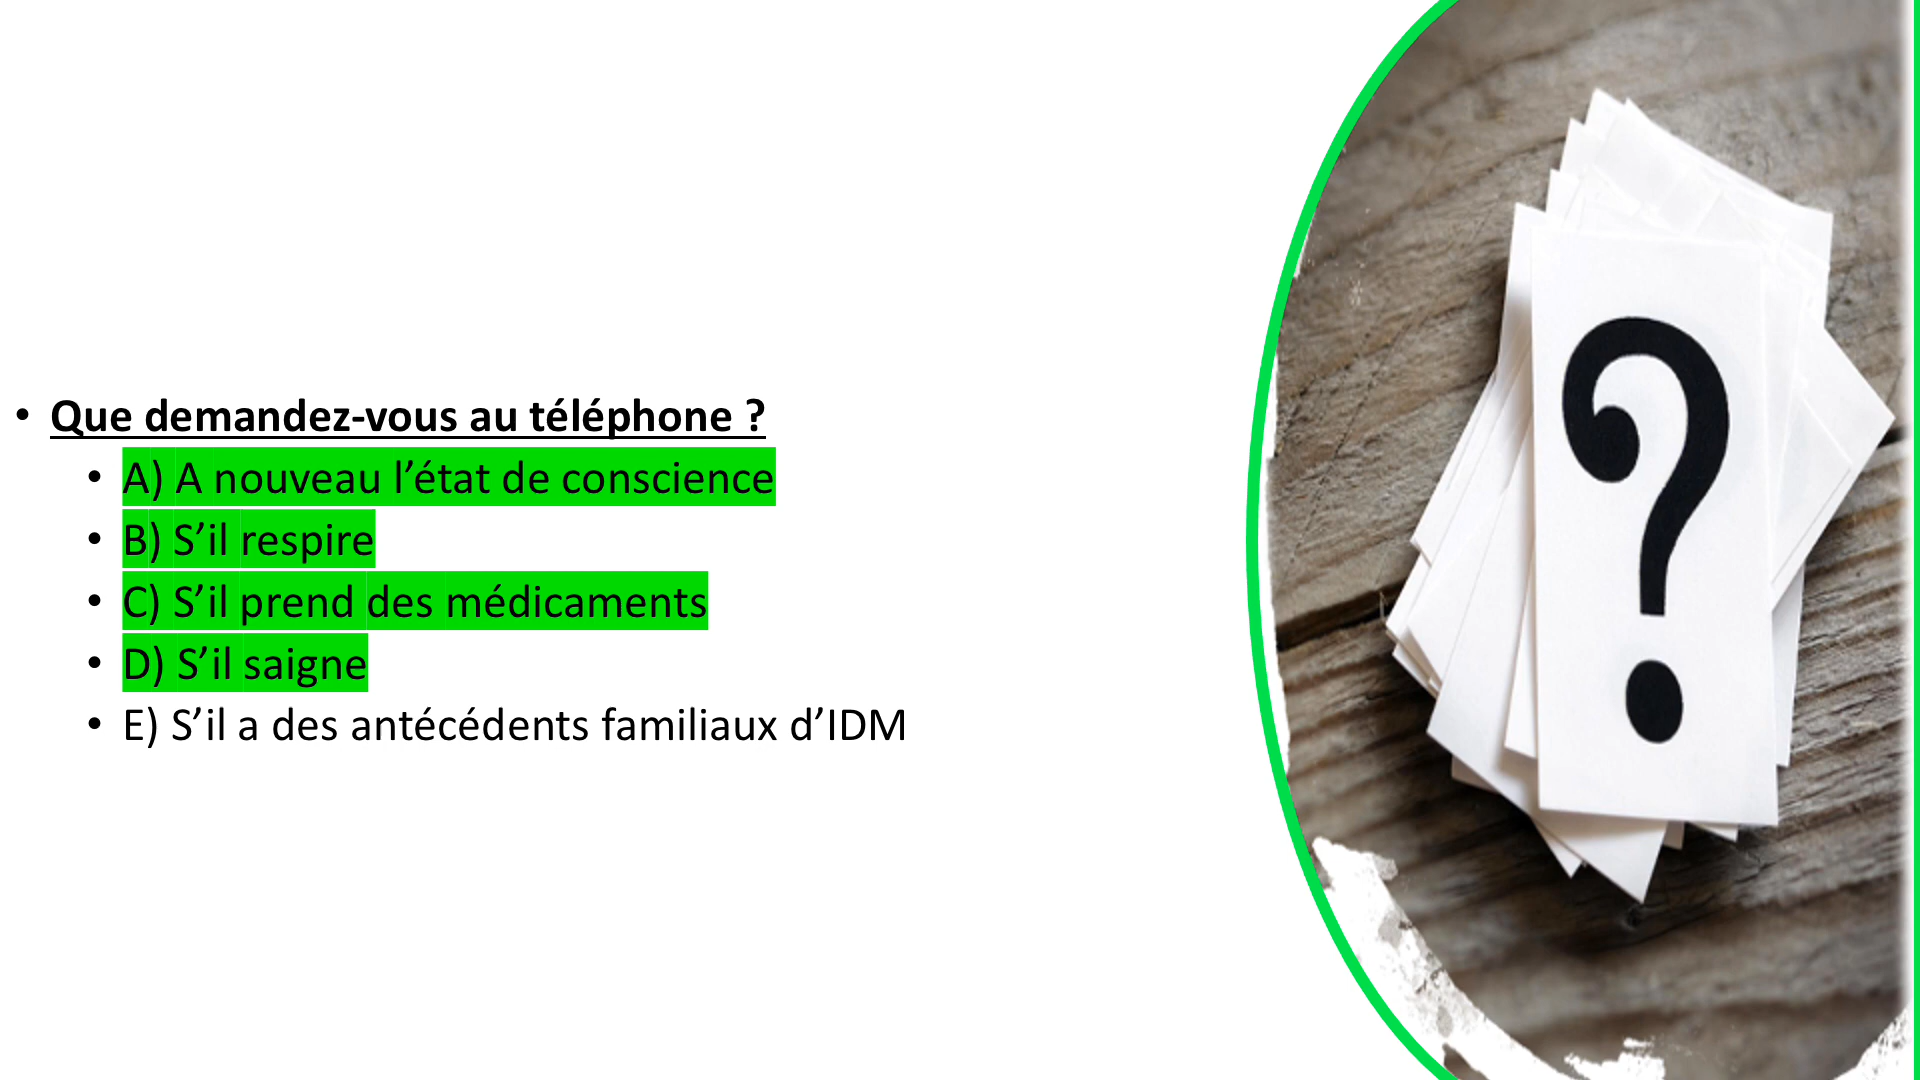 • Que demandez-vous au téléphone ?
• A) A nouveau l’état de conscience
• B) S’il respire
• C) S’il prend des médicaments
• D) S’il saigne
• E) S’il a des antécédents familiaux d’IDM
?